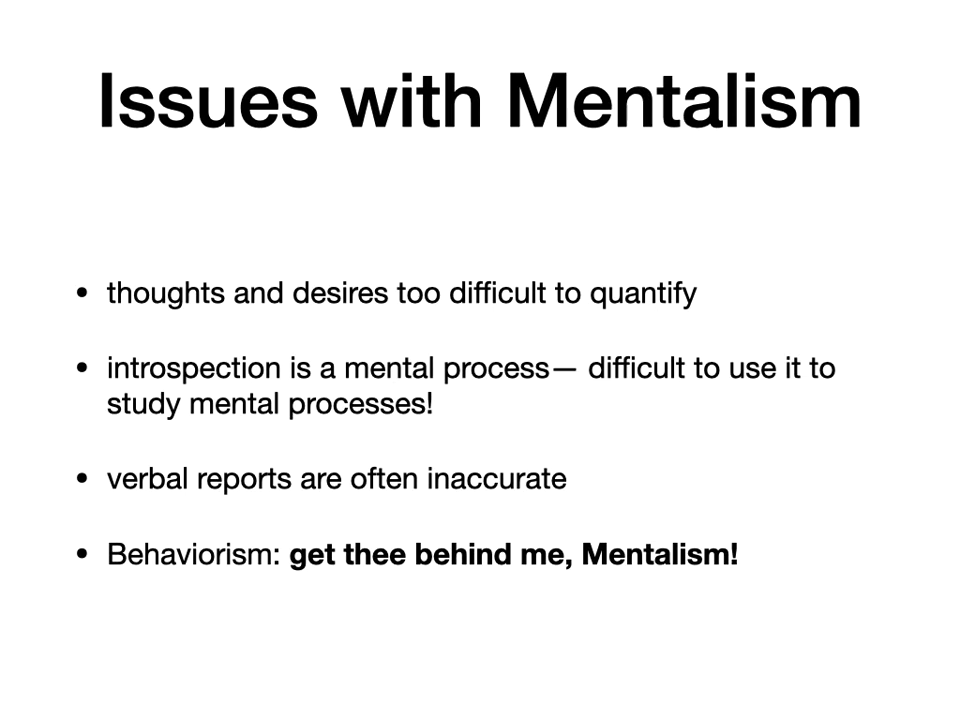 Issues with Mentalism
• thoughts and desires too difficult to quantify
• introspection is a mental process— difficult to use it to
study mental processes!
• verbal reports are often inaccurate
• Behaviorism: get thee behind me, Mentalism!